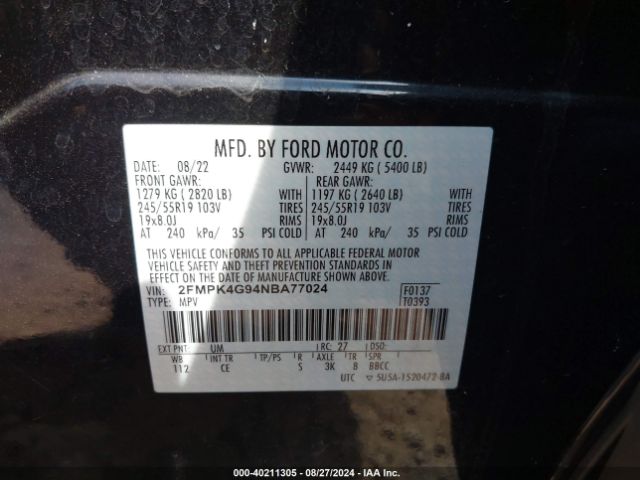 MFD. BY FORD MOTOR CO.
DATE: 08/22 GVWR: 2449 KG ( 5400 LB)
FRONT GAWR: REAR GAWR:
1279 KG ( 2820 LB) WITH 1197 KG ( 2640 LB) WITH
245/55R19 103V TIRES 245/55R19 103V TIRES
19x8.0J RIMS 19x8.0J RIMS
AT 240 kPa/ 35 PSI COLD AT 240 kPa/ 35 PSI COLD
THIS VEHICLE CONFORMS TO ALL APPLICABLE FEDERAL MOTOR
VEHICLE SAFETY AND THEFT PREVENTION STANDARDS IN
EFFECT ON THE DATE OF MANUFACTURE SHOWN ABOVE.
VIN: 2FMPK4G94NBA77024 F0137
TYPE: MPV T0393
EXT PNT: UM RC: 27 DSO:
WB INT TR TP/PS R AXLE TR SPR
112 CE S 3K 8 BBCC
UTC ▽ 5U5A-1520472-BA
000-40211305 - 08/27/2024 - IAA Inc.